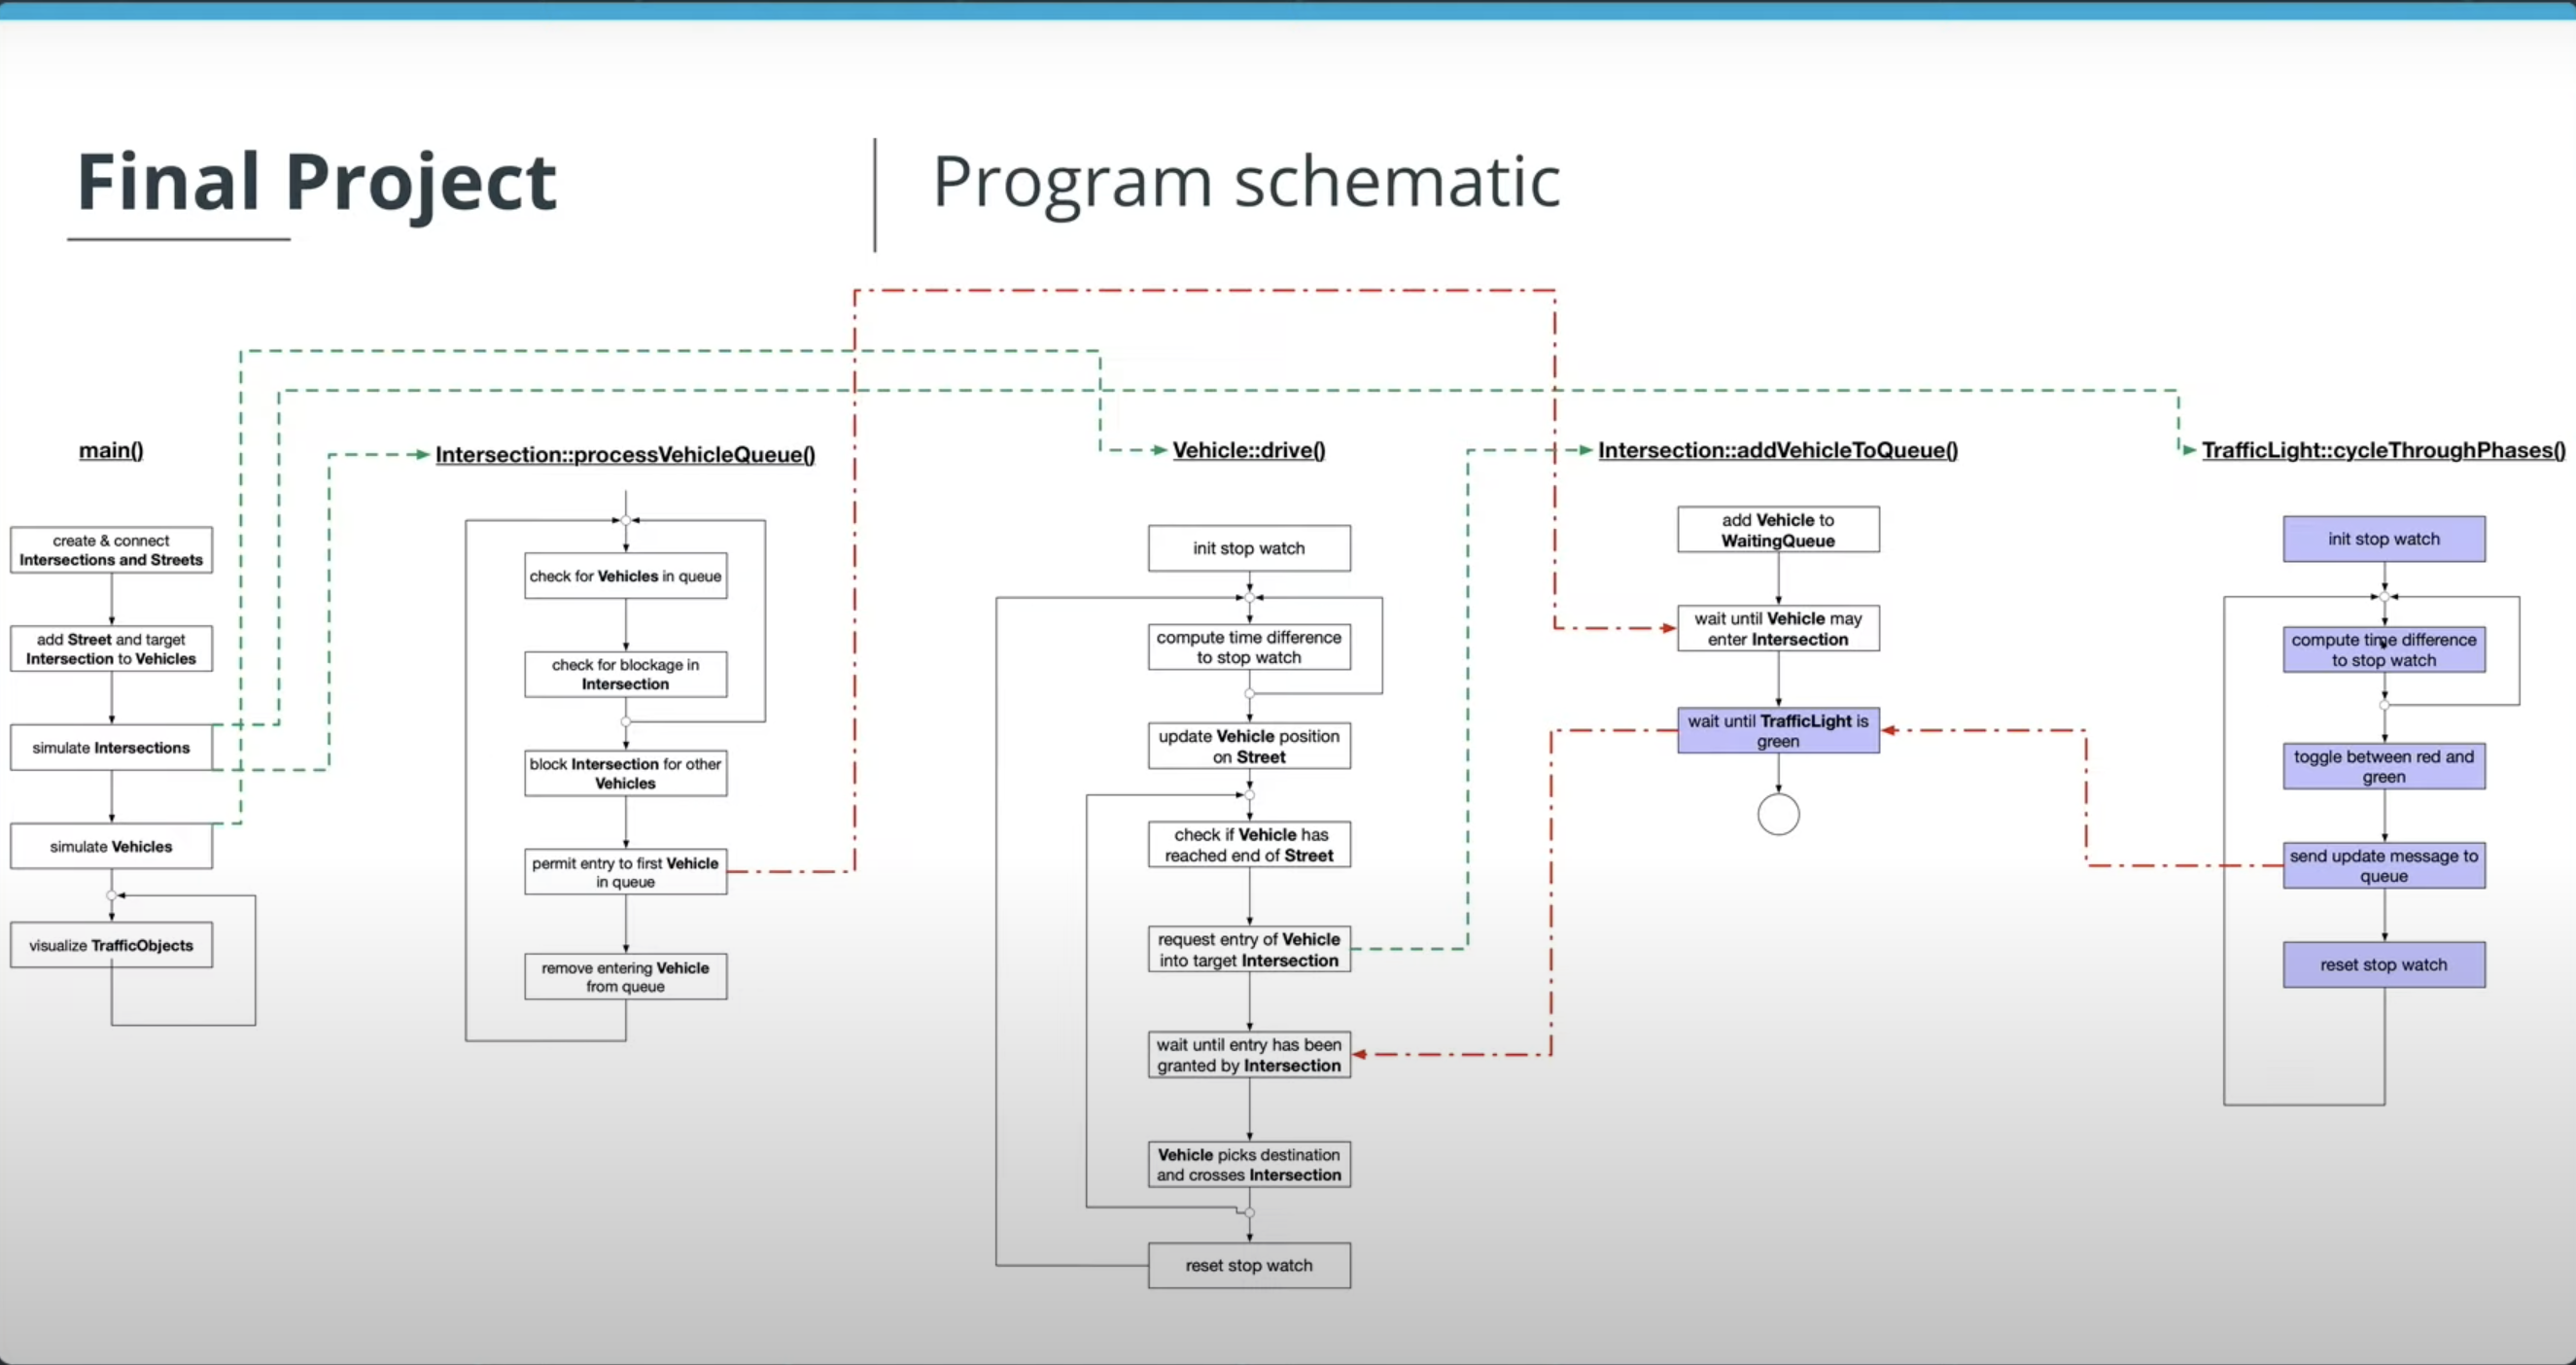 Final Project
Program schematic
main()
create & connect
Intersections and Streets
add Street and target
Intersection to Vehicles
simulate Intersections
simulate Vehicles
visualize TrafficObjects
Intersection::processVehicleQueue()
check for Vehicles in queue
check for blockage in
Intersection
block Intersection for other
Vehicles
permit entry to first Vehicle
in queue
remove entering Vehicle
from queue
Vehicle::drive()
init stop watch
compute time difference
to stop watch
update Vehicle position
on Street
check if Vehicle has
reached end of Street
request entry of Vehicle
into target Intersection
wait until entry has been
granted by Intersection
Vehicle picks destination
and crosses Intersection
reset stop watch
Intersection::addVehicleToQueue()
add Vehicle to
WaitingQueue
wait until Vehicle may
enter Intersection
wait until TrafficLight is
green
TrafficLight::cycleThroughPhases()
init stop watch
compute time difference
to stop watch
toggle between red and
green
send update message to
queue
reset stop watch